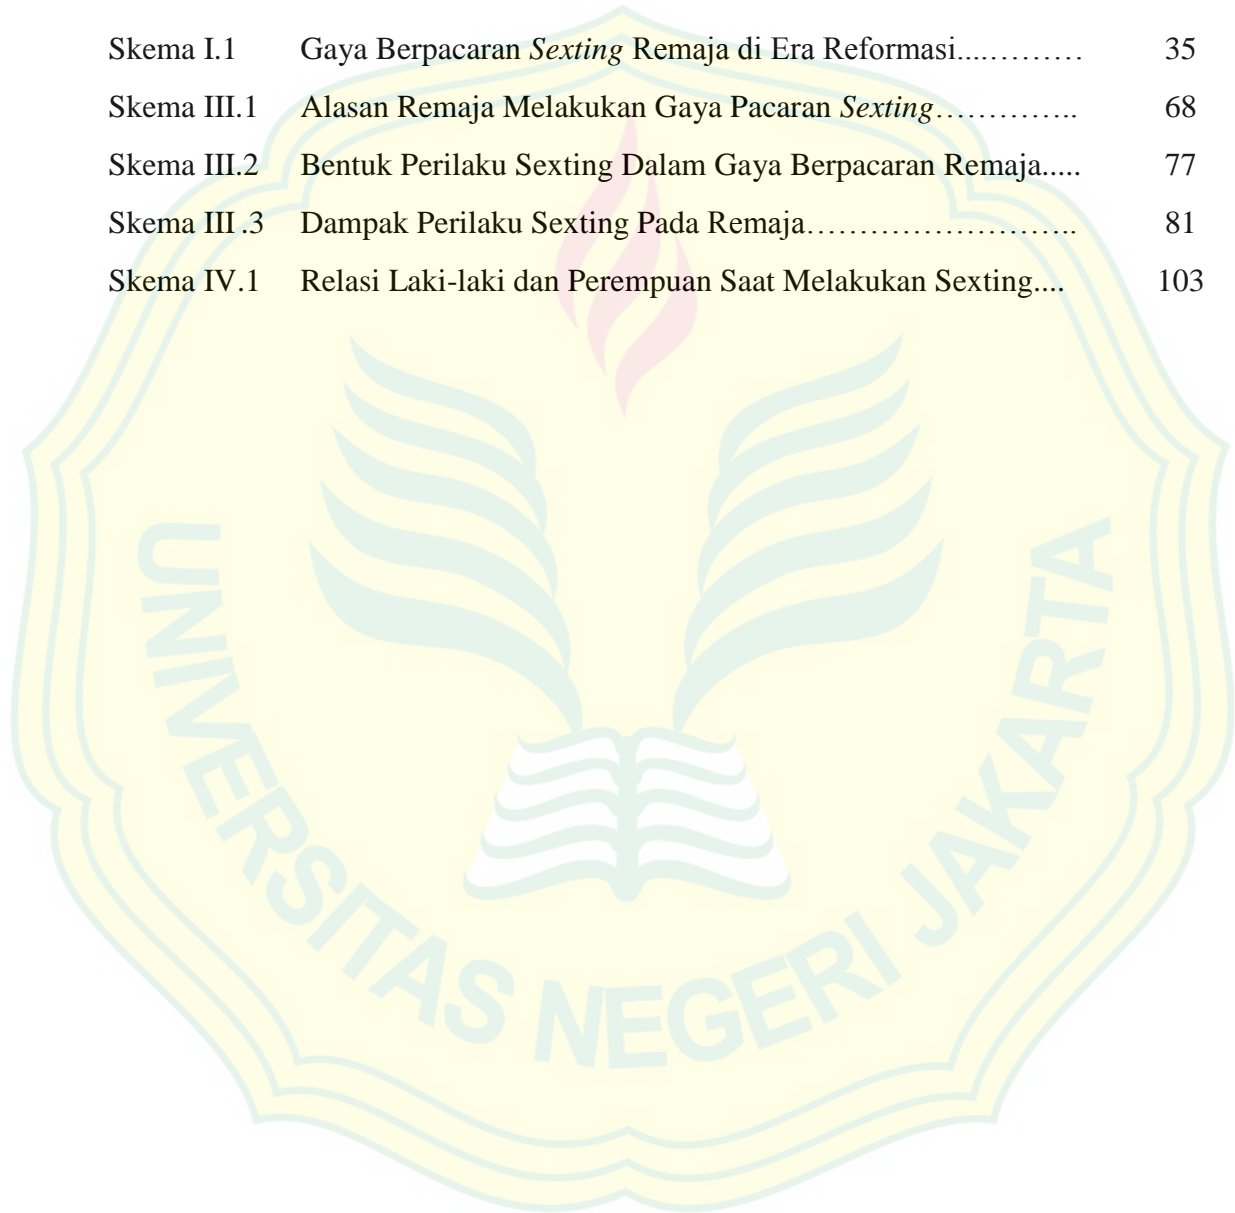 Skema I.1 Gaya Berpacaran Sexting Remaja di Era Reformasi....……… 35
Skema III.1 Alasan Remaja Melakukan Gaya Pacaran Sexting………….. 68
Skema III.2 Bentuk Perilaku Sexting Dalam Gaya Berpacaran Remaja..... 77
Skema III.3 Dampak Perilaku Sexting Pada Remaja…………………….. 81
Skema IV.1 Relasi Laki-laki dan Perempuan Saat Melakukan Sexting.... 103
UNIVERSITAS NEGERI JAKARTA